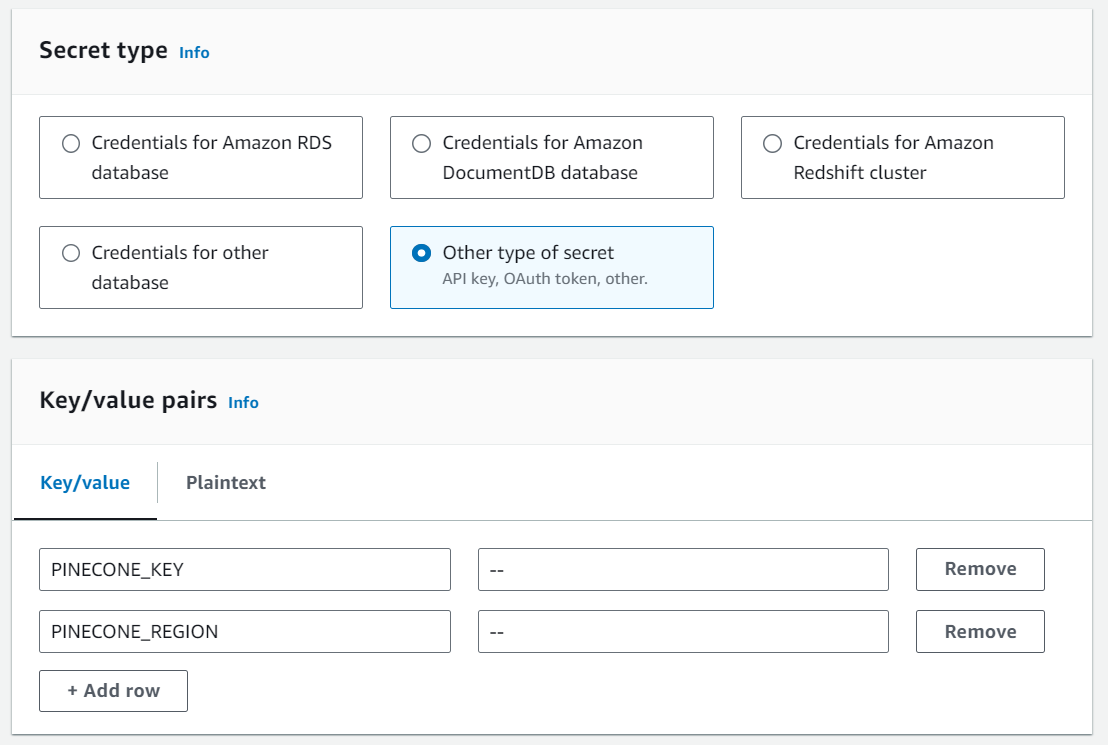 Secret type Info
Credentials for Amazon RDS
database
Credentials for Amazon
DocumentDB database
Credentials for Amazon
Redshift cluster
Credentials for other
database
Other type of secret
API key, OAuth token, other.
Key/value pairs Info
Key/value Plaintext
PINECONE_KEY -- Remove
PINECONE_REGION -- Remove
+ Add row